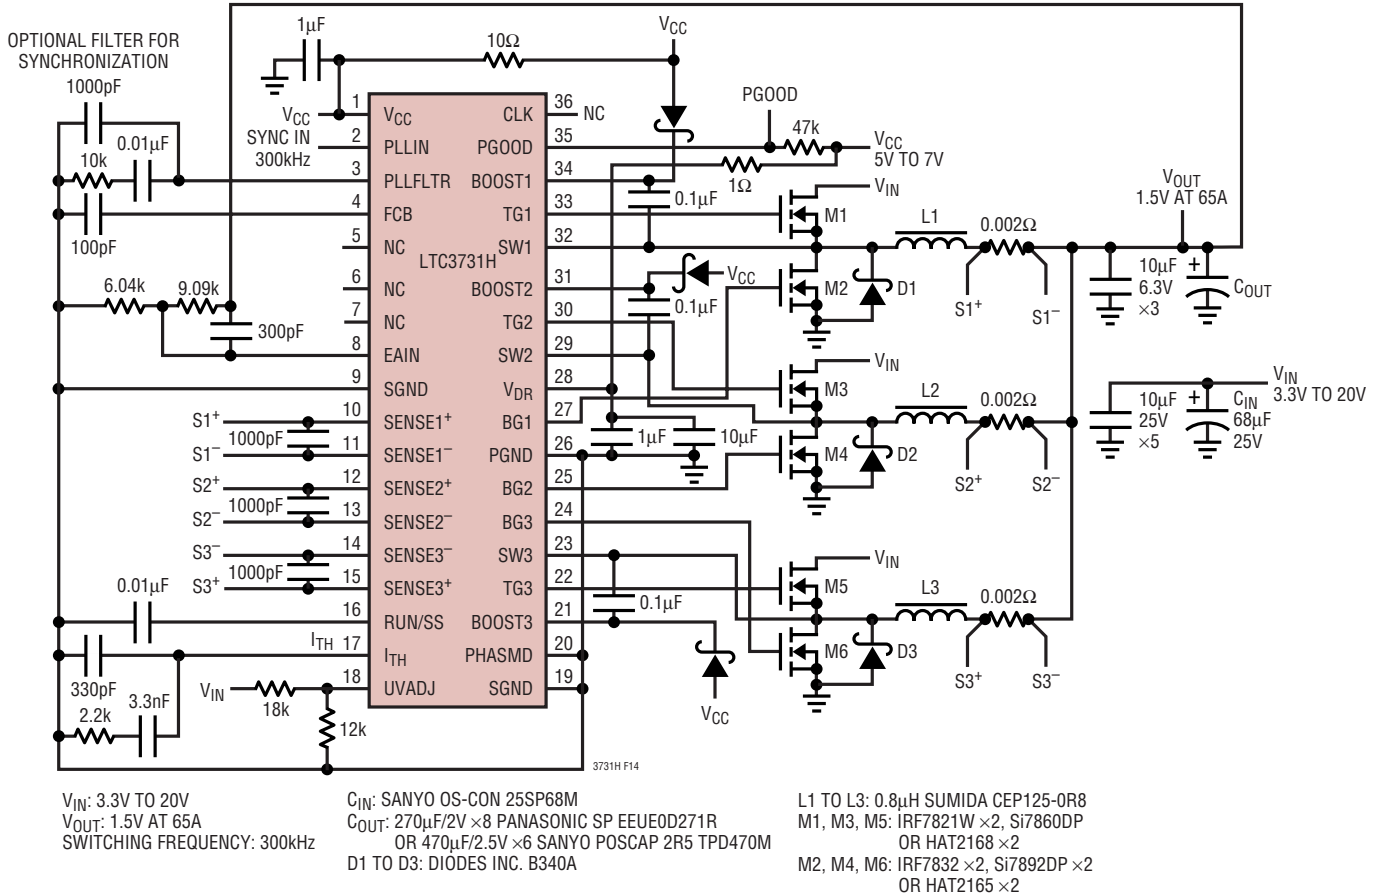 OPTIONAL FILTER FOR
SYNCHRONIZATION
1000pF
0.01μF
10k
100pF
1μF
10Ω
VCC
VCC
SYNC IN
300kHz
PGOOD
47k
VCC
5V TO 7V
1Ω
0.1μF
VCC
0.1μF
6.04k
9.09k
300pF
LTC3731H
1 VCC
2 PLLIN
3 PLLFLTR
4 FCB
5 NC
6 NC
7 NC
8 EAIN
9 SGND
10 SENSE1+
11 SENSE1–
12 SENSE2+
13 SENSE2–
14 SENSE3–
15 SENSE3+
16 RUN/SS
17 ITH
18 UVADJ
CLK 36 NC
PGOOD 35
BOOST1 34
TG1 33
SW1 32
BOOST2 31
TG2 30
SW2 29
VDR 28
BG1 27
PGND 26
BG2 25
BG3 24
SW3 23
TG3 22
BOOST3 21
PHASMD 20
SGND 19
S1+
1000pF
S1–
S2+
1000pF
S2–
S3–
1000pF
S3+
0.01μF
ITH
330pF
3.3nF
2.2k
VIN
18k
12k
1μF
10μF
0.1μF
VCC
VIN
M1
M2
D1
L1
0.002Ω
S1+
S1–
VOUT
1.5V AT 65A
10μF
6.3V
×3
+
COUT
VIN
M3
M4
D2
L2
0.002Ω
S2+
S2–
10μF
25V
×5
+
CIN
68μF
25V
VIN
3.3V TO 20V
VIN
M5
M6
D3
L3
0.002Ω
S3+
S3–
3731H F14
VIN: 3.3V TO 20V
VOUT: 1.5V AT 65A
SWITCHING FREQUENCY: 300kHz
CIN: SANYO OS-CON 25SP68M
COUT: 270μF/2V ×8 PANASONIC SP EEUE0D271R
OR 470μF/2.5V ×6 SANYO POSCAP 2R5 TPD470M
D1 TO D3: DIODES INC. B340A
L1 TO L3: 0.8μH SUMIDA CEP125-0R8
M1, M3, M5: IRF7821W ×2, Si7860DP
OR HAT2168 ×2
M2, M4, M6: IRF7832 ×2, Si7892DP ×2
OR HAT2165 ×2